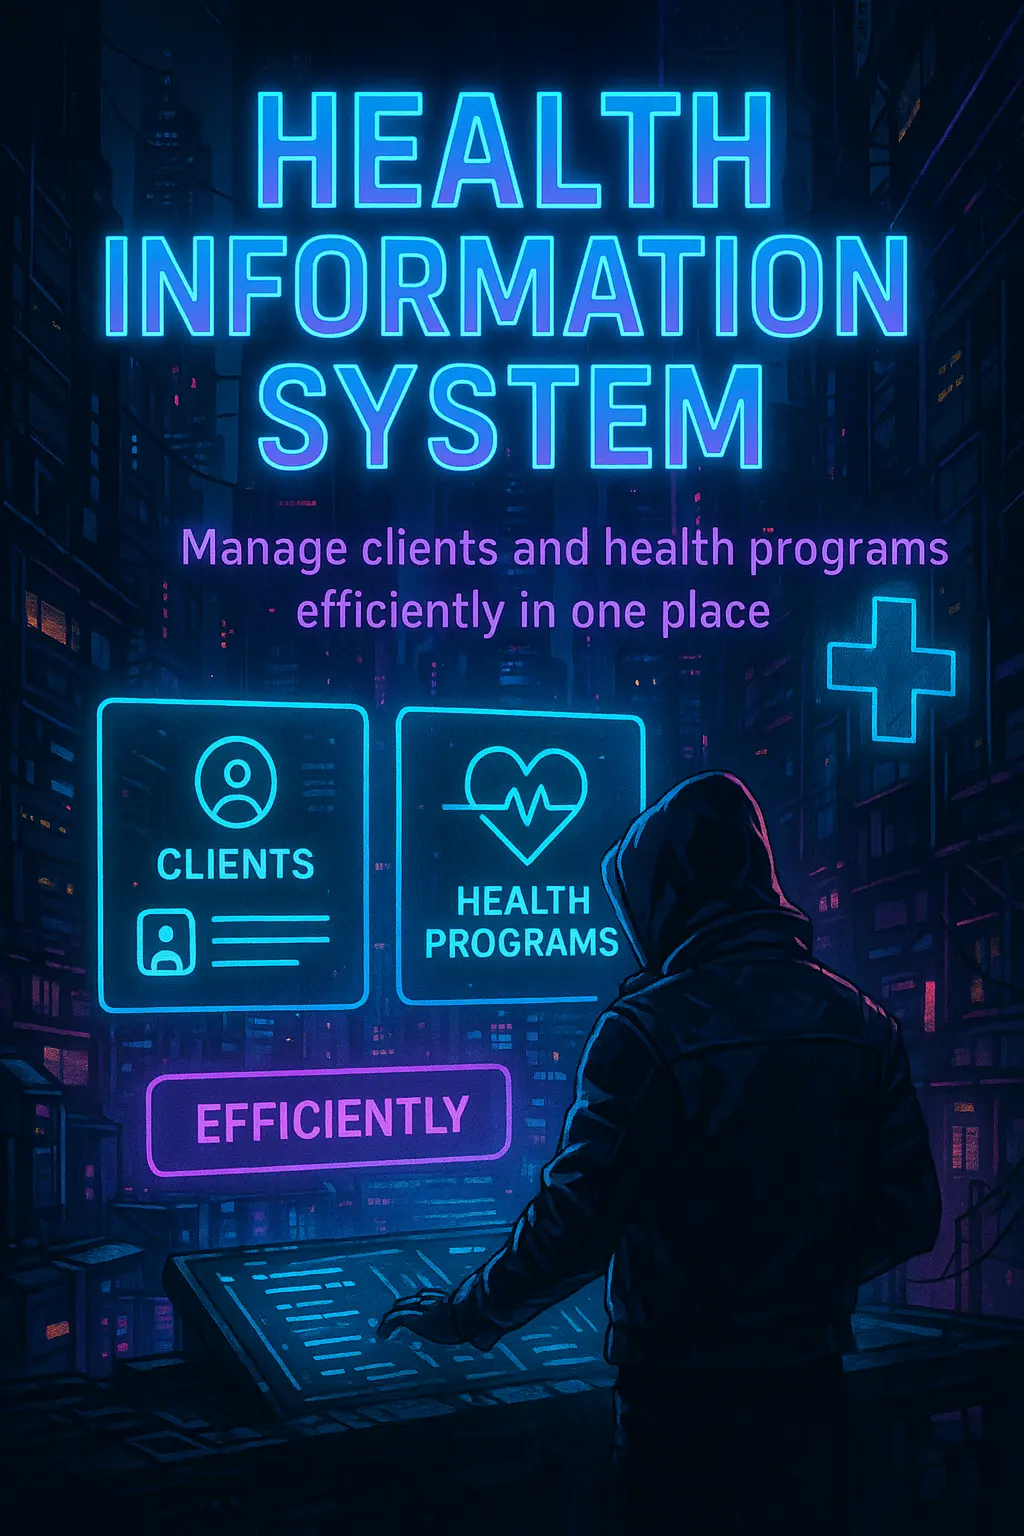 HEALTH
INFORMATION
SYSTEM
Manage clients and health programs
efficiently in one place
CLIENTS
HEALTH
PROGRAMS
EFFICIENTLY